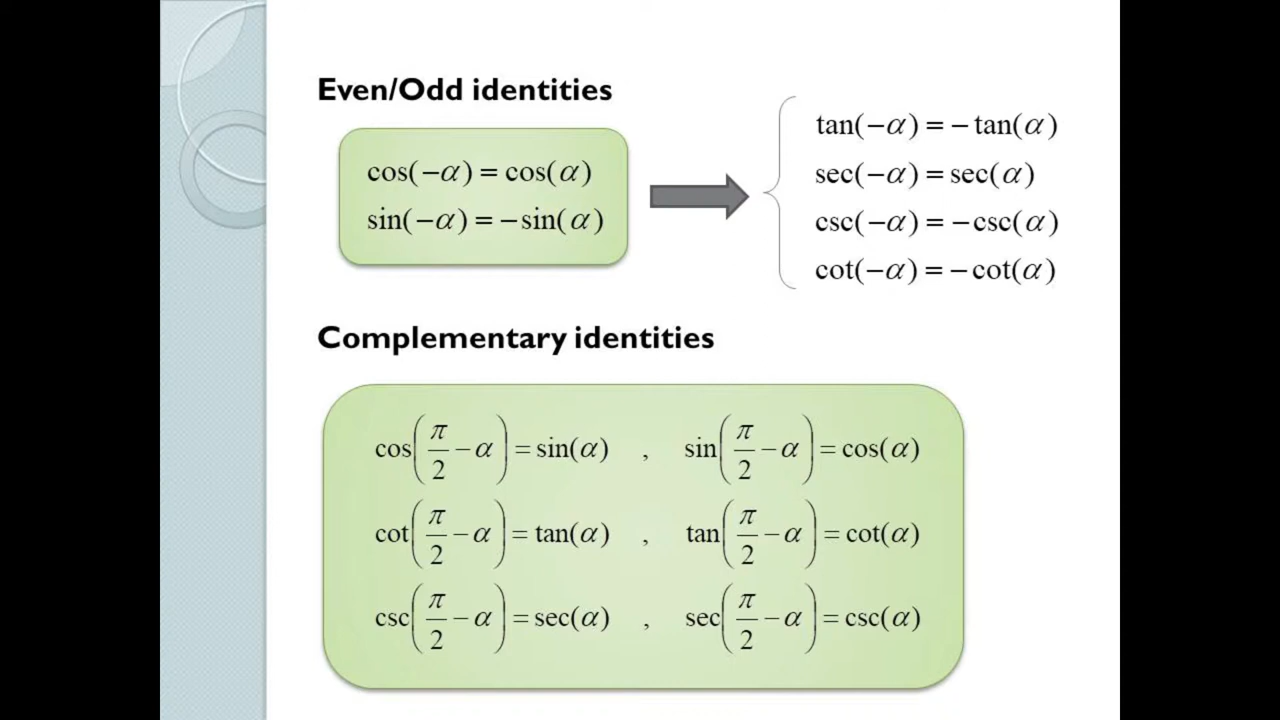 Even/Odd identities
cos(−α) = cos(α)
sin(−α) = −sin(α)
tan(−α) = −tan(α)
sec(−α) = sec(α)
csc(−α) = −csc(α)
cot(−α) = −cot(α)
Complementary identities
cos(π/2 − α) = sin(α) , sin(π/2 − α) = cos(α)
cot(π/2 − α) = tan(α) , tan(π/2 − α) = cot(α)
csc(π/2 − α) = sec(α) , sec(π/2 − α) = csc(α)